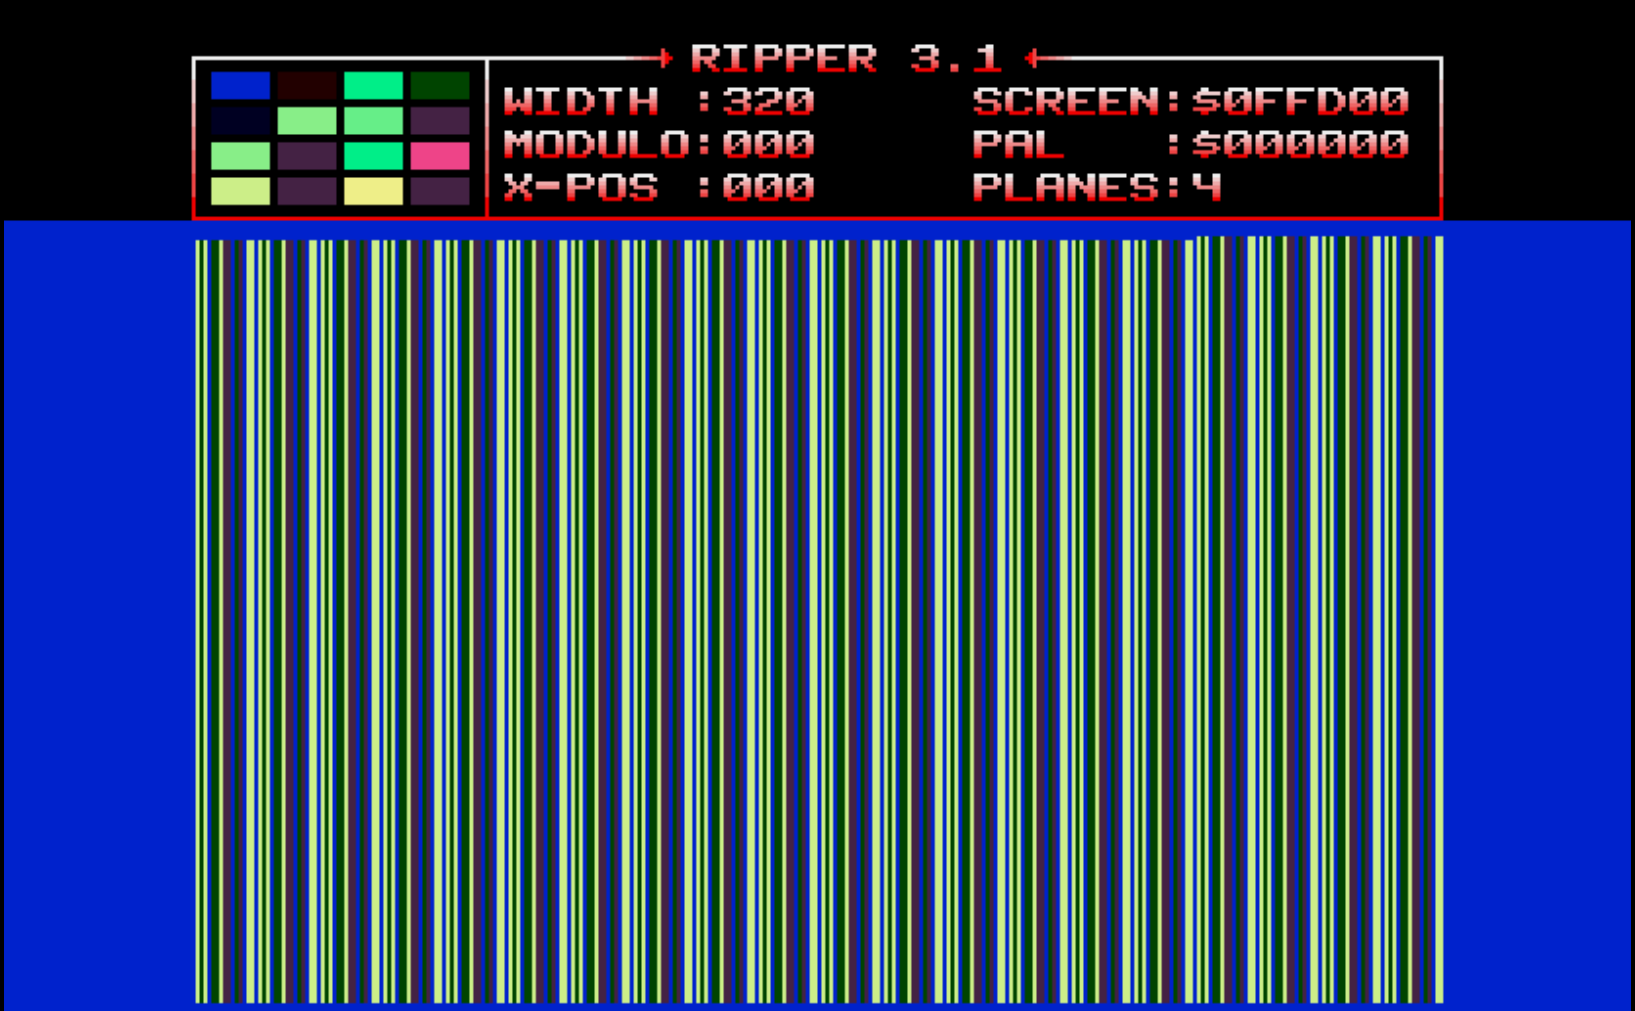 RIPPER 3.1
WIDTH :320 SCREEN:$0FFD00
MODULO:000 PAL :$000000
X-POS :000 PLANES:4